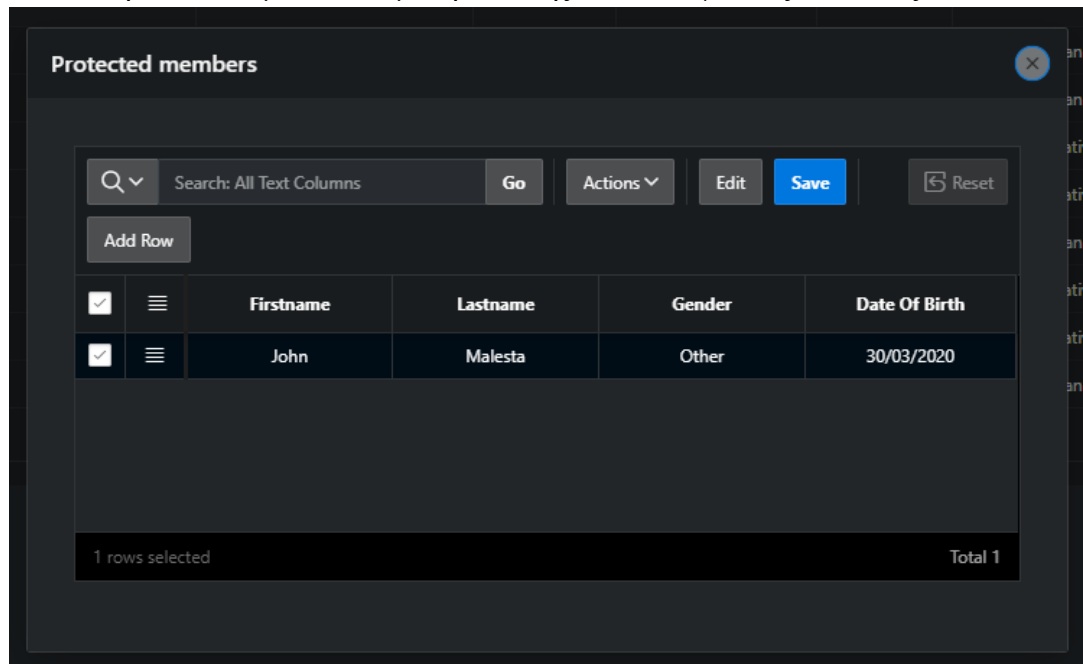 Protected members
Search: All Text Columns Go Actions Edit Save Reset
Add Row
Firstname Lastname Gender Date Of Birth
John Malesta Other 30/03/2020
1 rows selected Total 1